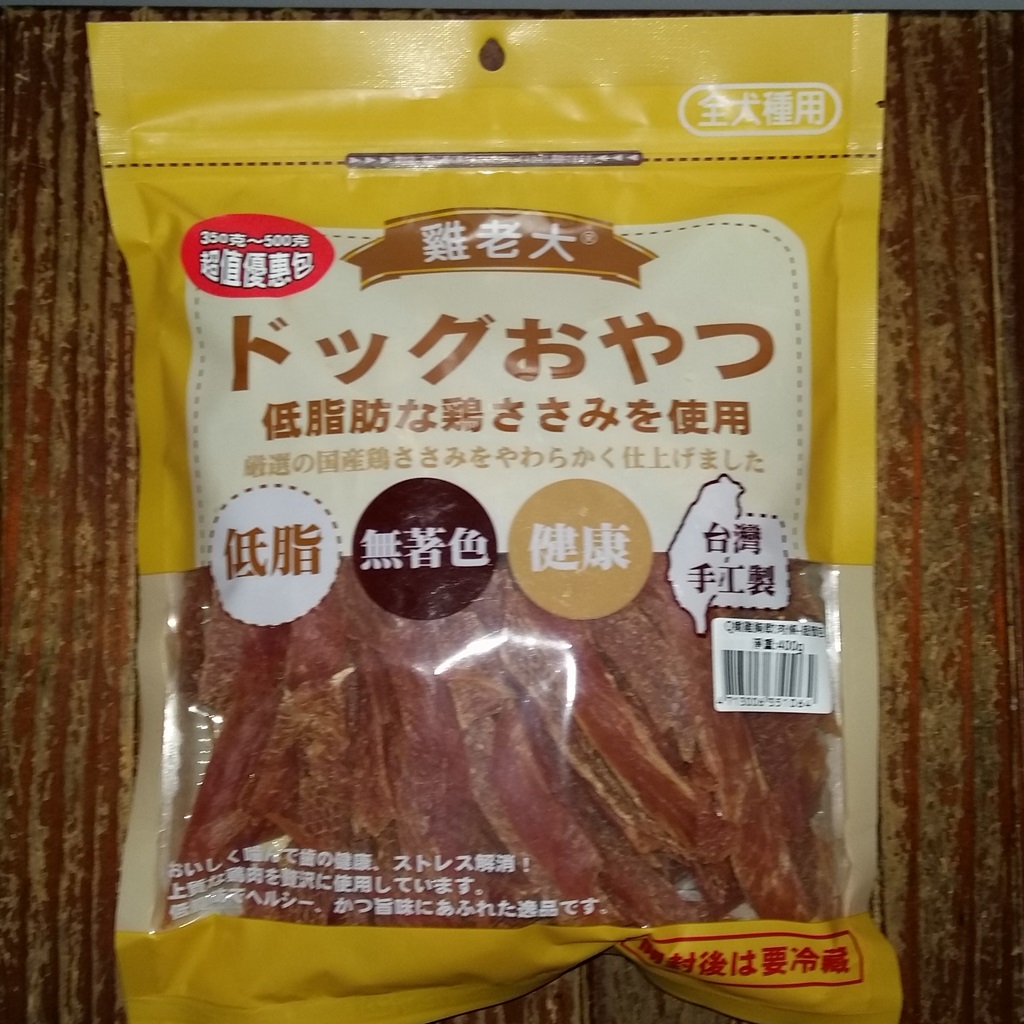 全犬種用
350克～500克
超值優惠包
雞老大®
ドッグおやつ
低脂肪な鶏ささみを使用
厳選の国産鶏ささみをやわらかく仕上げました
低脂
無著色
健康
台灣
手工製
淨重:400g
おいしく噛んで歯の健康、ストレス解消！
上質な鶏肉を贅沢に使用しています。
でヘルシー、かつ旨味にあふれた逸品です。
開封後は要冷藏